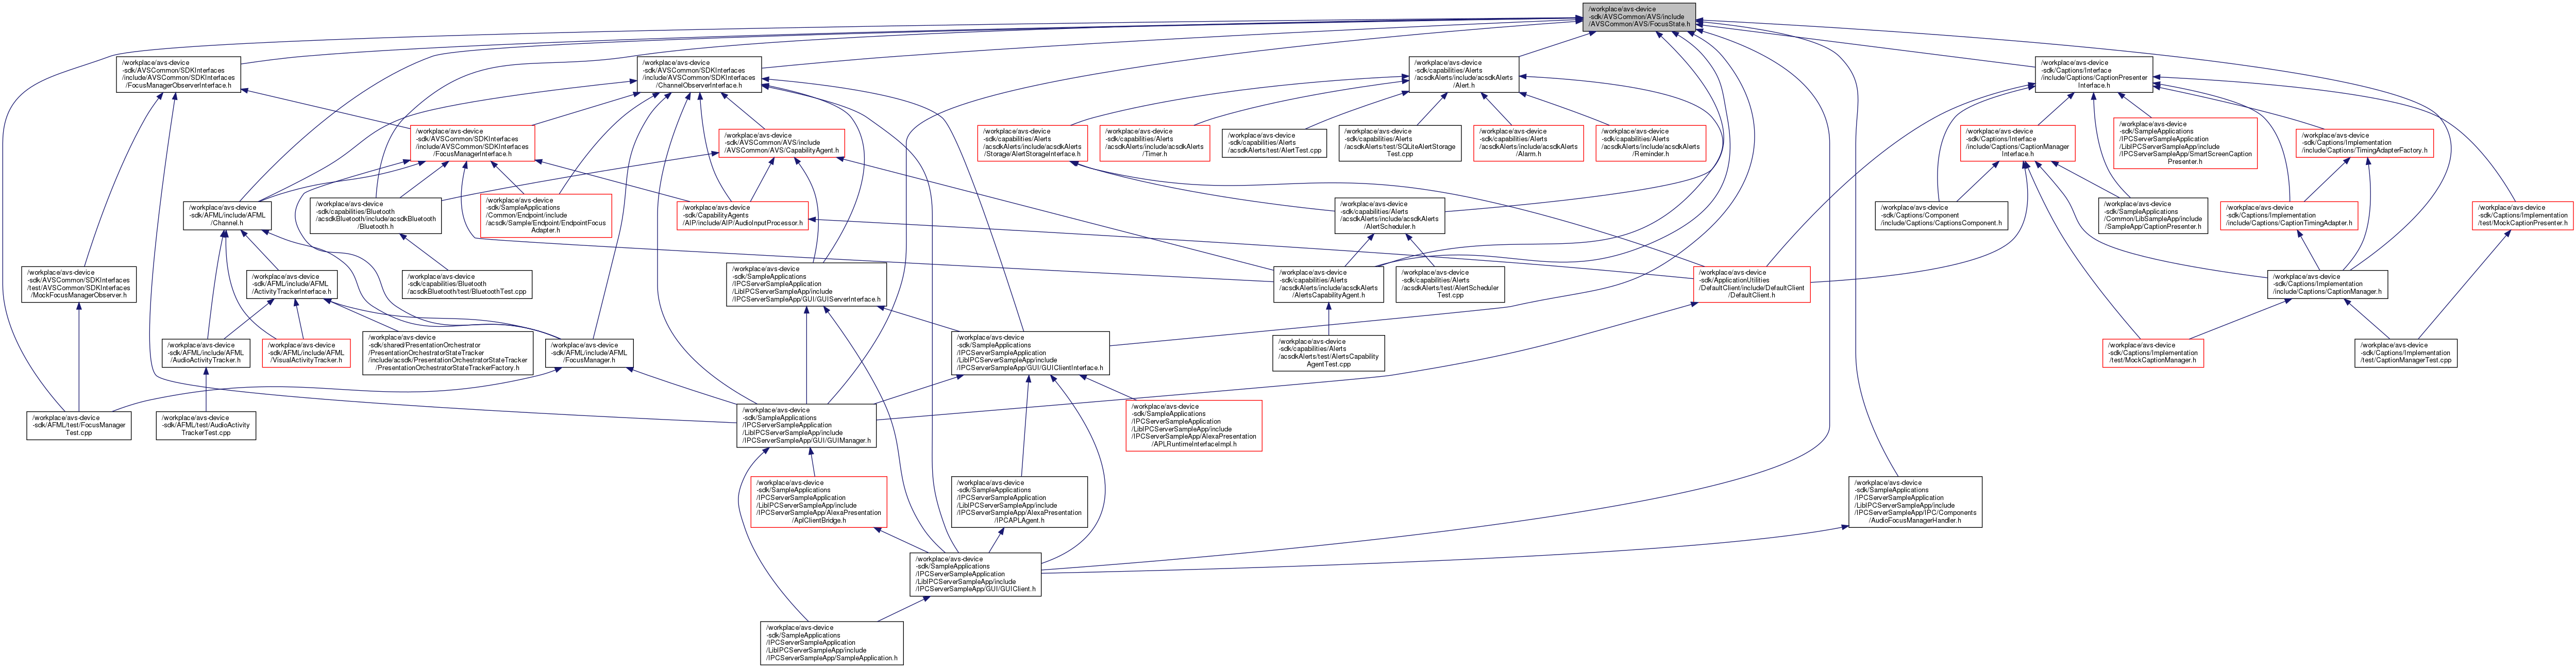 /workplace/avs-device
-sdk/AVSCommon/AVS/include
/AVSCommon/AVS/FocusState.h
/workplace/avs-device
-sdk/AVSCommon/SDKInterfaces
/include/AVSCommon/SDKInterfaces
/FocusManagerObserverInterface.h
/workplace/avs-device
-sdk/AVSCommon/SDKInterfaces
/include/AVSCommon/SDKInterfaces
/ChannelObserverInterface.h
/workplace/avs-device
-sdk/capabilities/Alerts
/acsdkAlerts/include/acsdkAlerts
/Alert.h
/workplace/avs-device
-sdk/Captions/Interface
/include/Captions/CaptionPresenter
Interface.h
/workplace/avs-device
-sdk/AVSCommon/SDKInterfaces
/include/AVSCommon/SDKInterfaces
/FocusManagerInterface.h
/workplace/avs-device
-sdk/AVSCommon/AVS/include
/AVSCommon/AVS/CapabilityAgent.h
/workplace/avs-device
-sdk/capabilities/Alerts
/acsdkAlerts/include/acsdkAlerts
/Storage/AlertStorageInterface.h
/workplace/avs-device
-sdk/capabilities/Alerts
/acsdkAlerts/include/acsdkAlerts
/Timer.h
/workplace/avs-device
-sdk/capabilities/Alerts
/acsdkAlerts/test/AlertTest.cpp
/workplace/avs-device
-sdk/capabilities/Alerts
/acsdkAlerts/test/SQLiteAlertStorage
Test.cpp
/workplace/avs-device
-sdk/capabilities/Alerts
/acsdkAlerts/include/acsdkAlerts
/Alarm.h
/workplace/avs-device
-sdk/capabilities/Alerts
/acsdkAlerts/include/acsdkAlerts
/Reminder.h
/workplace/avs-device
-sdk/Captions/Interface
/include/Captions/CaptionManager
Interface.h
/workplace/avs-device
-sdk/SampleApplications
/IPCServerSampleApplication
/LibIPCServerSampleApp/include
/IPCServerSampleApp/SmartScreenCaption
Presenter.h
/workplace/avs-device
-sdk/Captions/Implementation
/include/Captions/TimingAdapterFactory.h
/workplace/avs-device
-sdk/AFML/include/AFML
/Channel.h
/workplace/avs-device
-sdk/capabilities/Bluetooth
/acsdkBluetooth/include/acsdkBluetooth
/Bluetooth.h
/workplace/avs-device
-sdk/SampleApplications
/Common/Endpoint/include
/acsdk/Sample/Endpoint/EndpointFocus
Adapter.h
/workplace/avs-device
-sdk/CapabilityAgents
/AIP/include/AIP/AudioInputProcessor.h
/workplace/avs-device
-sdk/capabilities/Alerts
/acsdkAlerts/include/acsdkAlerts
/AlertScheduler.h
/workplace/avs-device
-sdk/Captions/Component
/include/Captions/CaptionsComponent.h
/workplace/avs-device
-sdk/SampleApplications
/Common/LibSampleApp/include
/SampleApp/CaptionPresenter.h
/workplace/avs-device
-sdk/Captions/Implementation
/include/Captions/CaptionTimingAdapter.h
/workplace/avs-device
-sdk/Captions/Implementation
/test/MockCaptionPresenter.h
/workplace/avs-device
-sdk/AVSCommon/SDKInterfaces
/test/AVSCommon/SDKInterfaces
/MockFocusManagerObserver.h
/workplace/avs-device
-sdk/AFML/include/AFML
/ActivityTrackerInterface.h
/workplace/avs-device
-sdk/capabilities/Bluetooth
/acsdkBluetooth/test/BluetoothTest.cpp
/workplace/avs-device
-sdk/SampleApplications
/IPCServerSampleApplication
/LibIPCServerSampleApp/include
/IPCServerSampleApp/GUI/GUIServerInterface.h
/workplace/avs-device
-sdk/capabilities/Alerts
/acsdkAlerts/include/acsdkAlerts
/AlertsCapabilityAgent.h
/workplace/avs-device
-sdk/capabilities/Alerts
/acsdkAlerts/test/AlertScheduler
Test.cpp
/workplace/avs-device
-sdk/ApplicationUtilities
/DefaultClient/include/DefaultClient
/DefaultClient.h
/workplace/avs-device
-sdk/Captions/Implementation
/include/Captions/CaptionManager.h
/workplace/avs-device
-sdk/AFML/include/AFML
/AudioActivityTracker.h
/workplace/avs-device
-sdk/AFML/include/AFML
/VisualActivityTracker.h
/workplace/avs-device
-sdk/shared/PresentationOrchestrator
/PresentationOrchestratorStateTracker
/include/acsdk/PresentationOrchestratorStateTracker
/PresentationOrchestratorStateTrackerFactory.h
/workplace/avs-device
-sdk/AFML/include/AFML
/FocusManager.h
/workplace/avs-device
-sdk/SampleApplications
/IPCServerSampleApplication
/LibIPCServerSampleApp/include
/IPCServerSampleApp/GUI/GUIClientInterface.h
/workplace/avs-device
-sdk/capabilities/Alerts
/acsdkAlerts/test/AlertsCapability
AgentTest.cpp
/workplace/avs-device
-sdk/Captions/Implementation
/test/MockCaptionManager.h
/workplace/avs-device
-sdk/Captions/Implementation
/test/CaptionManagerTest.cpp
/workplace/avs-device
-sdk/AFML/test/FocusManager
Test.cpp
/workplace/avs-device
-sdk/AFML/test/AudioActivity
TrackerTest.cpp
/workplace/avs-device
-sdk/SampleApplications
/IPCServerSampleApplication
/LibIPCServerSampleApp/include
/IPCServerSampleApp/GUI/GUIManager.h
/workplace/avs-device
-sdk/SampleApplications
/IPCServerSampleApplication
/LibIPCServerSampleApp/include
/IPCServerSampleApp/AlexaPresentation
/APLRuntimeInterfaceImpl.h
/workplace/avs-device
-sdk/SampleApplications
/IPCServerSampleApplication
/LibIPCServerSampleApp/include
/IPCServerSampleApp/AlexaPresentation
/AplClientBridge.h
/workplace/avs-device
-sdk/SampleApplications
/IPCServerSampleApplication
/LibIPCServerSampleApp/include
/IPCServerSampleApp/AlexaPresentation
/IPCAPLAgent.h
/workplace/avs-device
-sdk/SampleApplications
/IPCServerSampleApplication
/LibIPCServerSampleApp/include
/IPCServerSampleApp/IPC/Components
/AudioFocusManagerHandler.h
/workplace/avs-device
-sdk/SampleApplications
/IPCServerSampleApplication
/LibIPCServerSampleApp/include
/IPCServerSampleApp/GUI/GUIClient.h
/workplace/avs-device
-sdk/SampleApplications
/IPCServerSampleApplication
/LibIPCServerSampleApp/include
/IPCServerSampleApp/SampleApplication.h